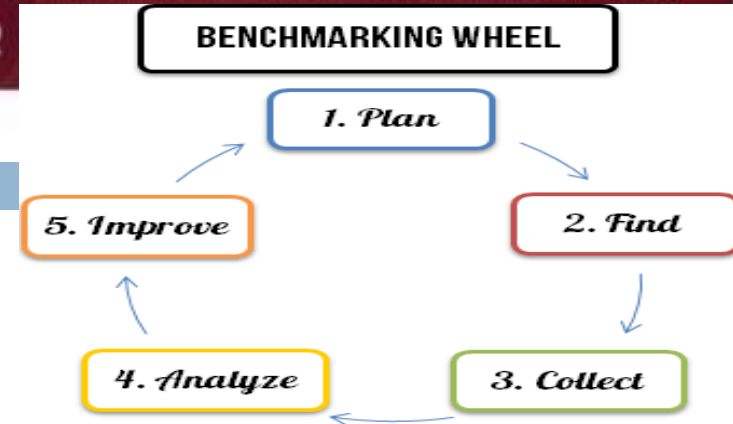 BENCHMARKING WHEEL
1. Plan
2. Find
3. Collect
4. Analyze
5. Improve